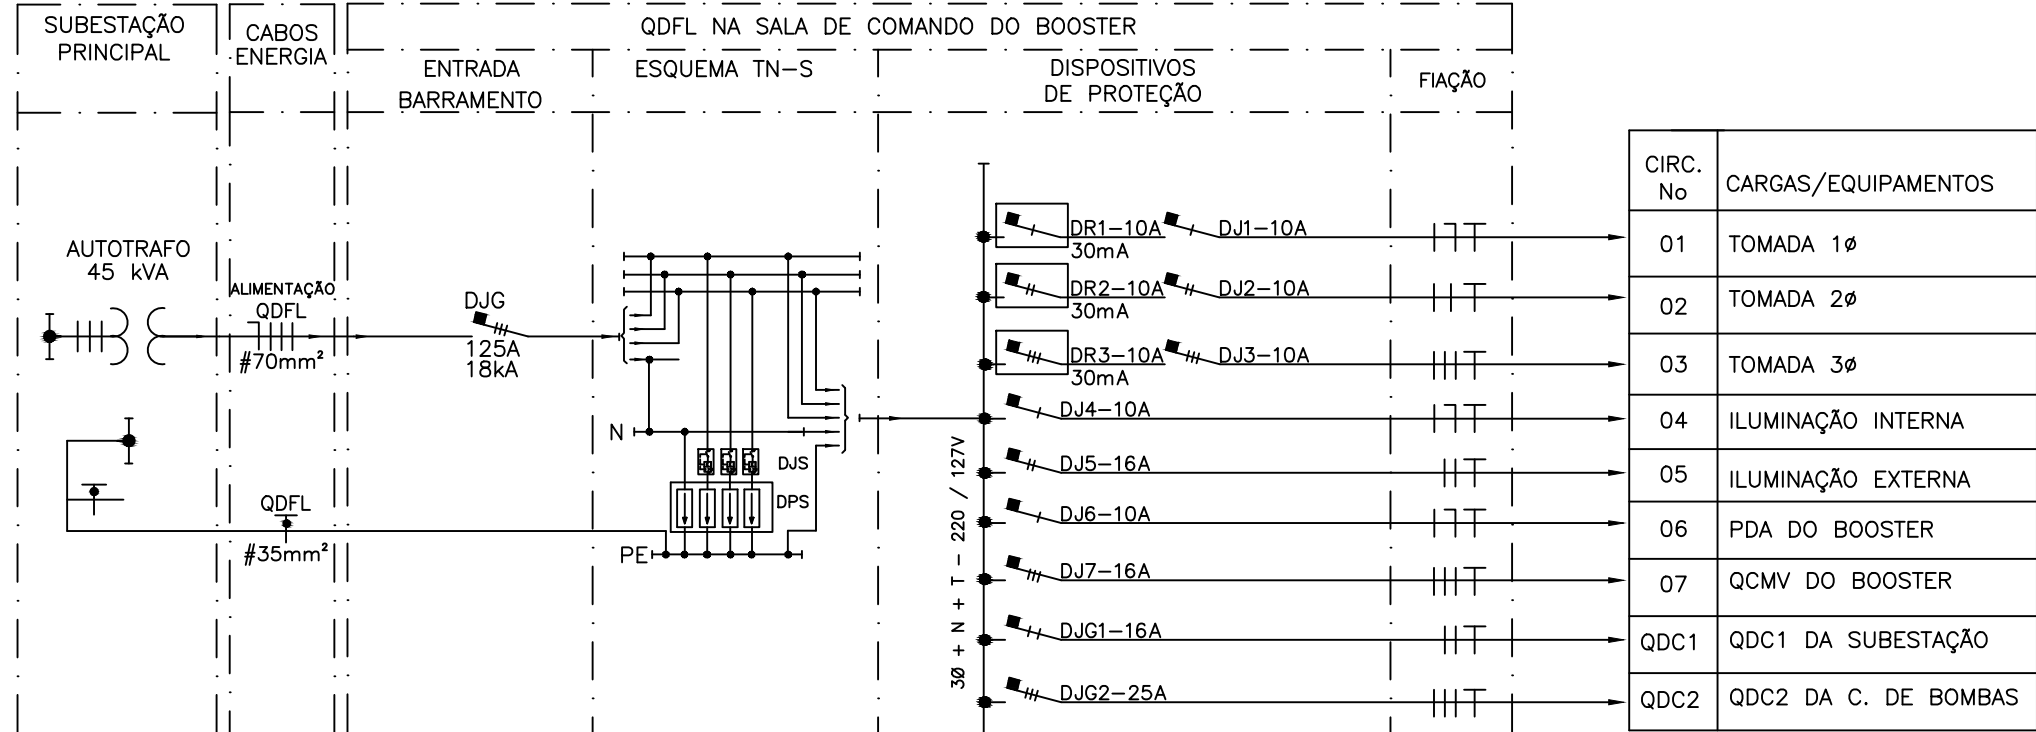 SUBESTAÇÃO
PRINCIPAL
CABOS
ENERGIA
QDFL NA SALA DE COMANDO DO BOOSTER
ENTRADA
BARRAMENTO
ESQUEMA TN-S
DISPOSITIVOS
DE PROTEÇÃO
FIAÇÃO
AUTOTRAFO
45 kVA
ALIMENTAÇÃO
QDFL
#70mm²
DJG
125A
18kA
N
DJS
DPS
PE
QDFL
#35mm²
3Ø + N + T - 220 / 127V
DR1-10A
30mA
DJ1-10A
DR2-10A
30mA
DJ2-10A
DR3-10A
30mA
DJ3-10A
DJ4-10A
DJ5-16A
DJ6-10A
DJ7-16A
DJG1-16A
DJG2-25A
CIRC.
No
CARGAS/EQUIPAMENTOS
01 TOMADA 1ø
02 TOMADA 2ø
03 TOMADA 3ø
04 ILUMINAÇÃO INTERNA
05 ILUMINAÇÃO EXTERNA
06 PDA DO BOOSTER
07 QCMV DO BOOSTER
QDC1 QDC1 DA SUBESTAÇÃO
QDC2 QDC2 DA C. DE BOMBAS